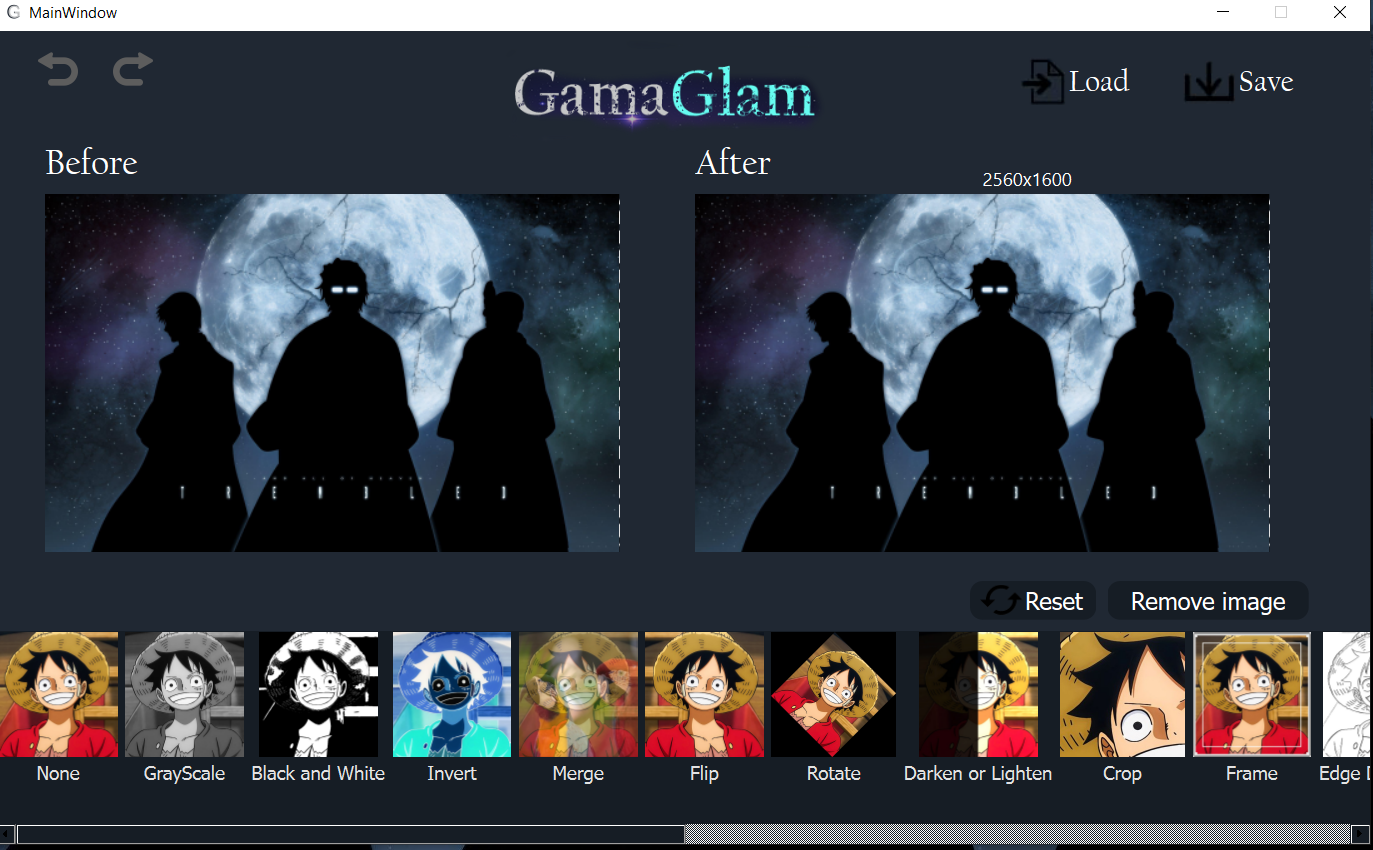 MainWindow
GamaGlam
Load
Save
Before
After
2560x1600
T R E M B L E D
T R E M B L E D
Reset
Remove image
None
GrayScale
Black and White
Invert
Merge
Flip
Rotate
Darken or Lighten
Crop
Frame
Edge